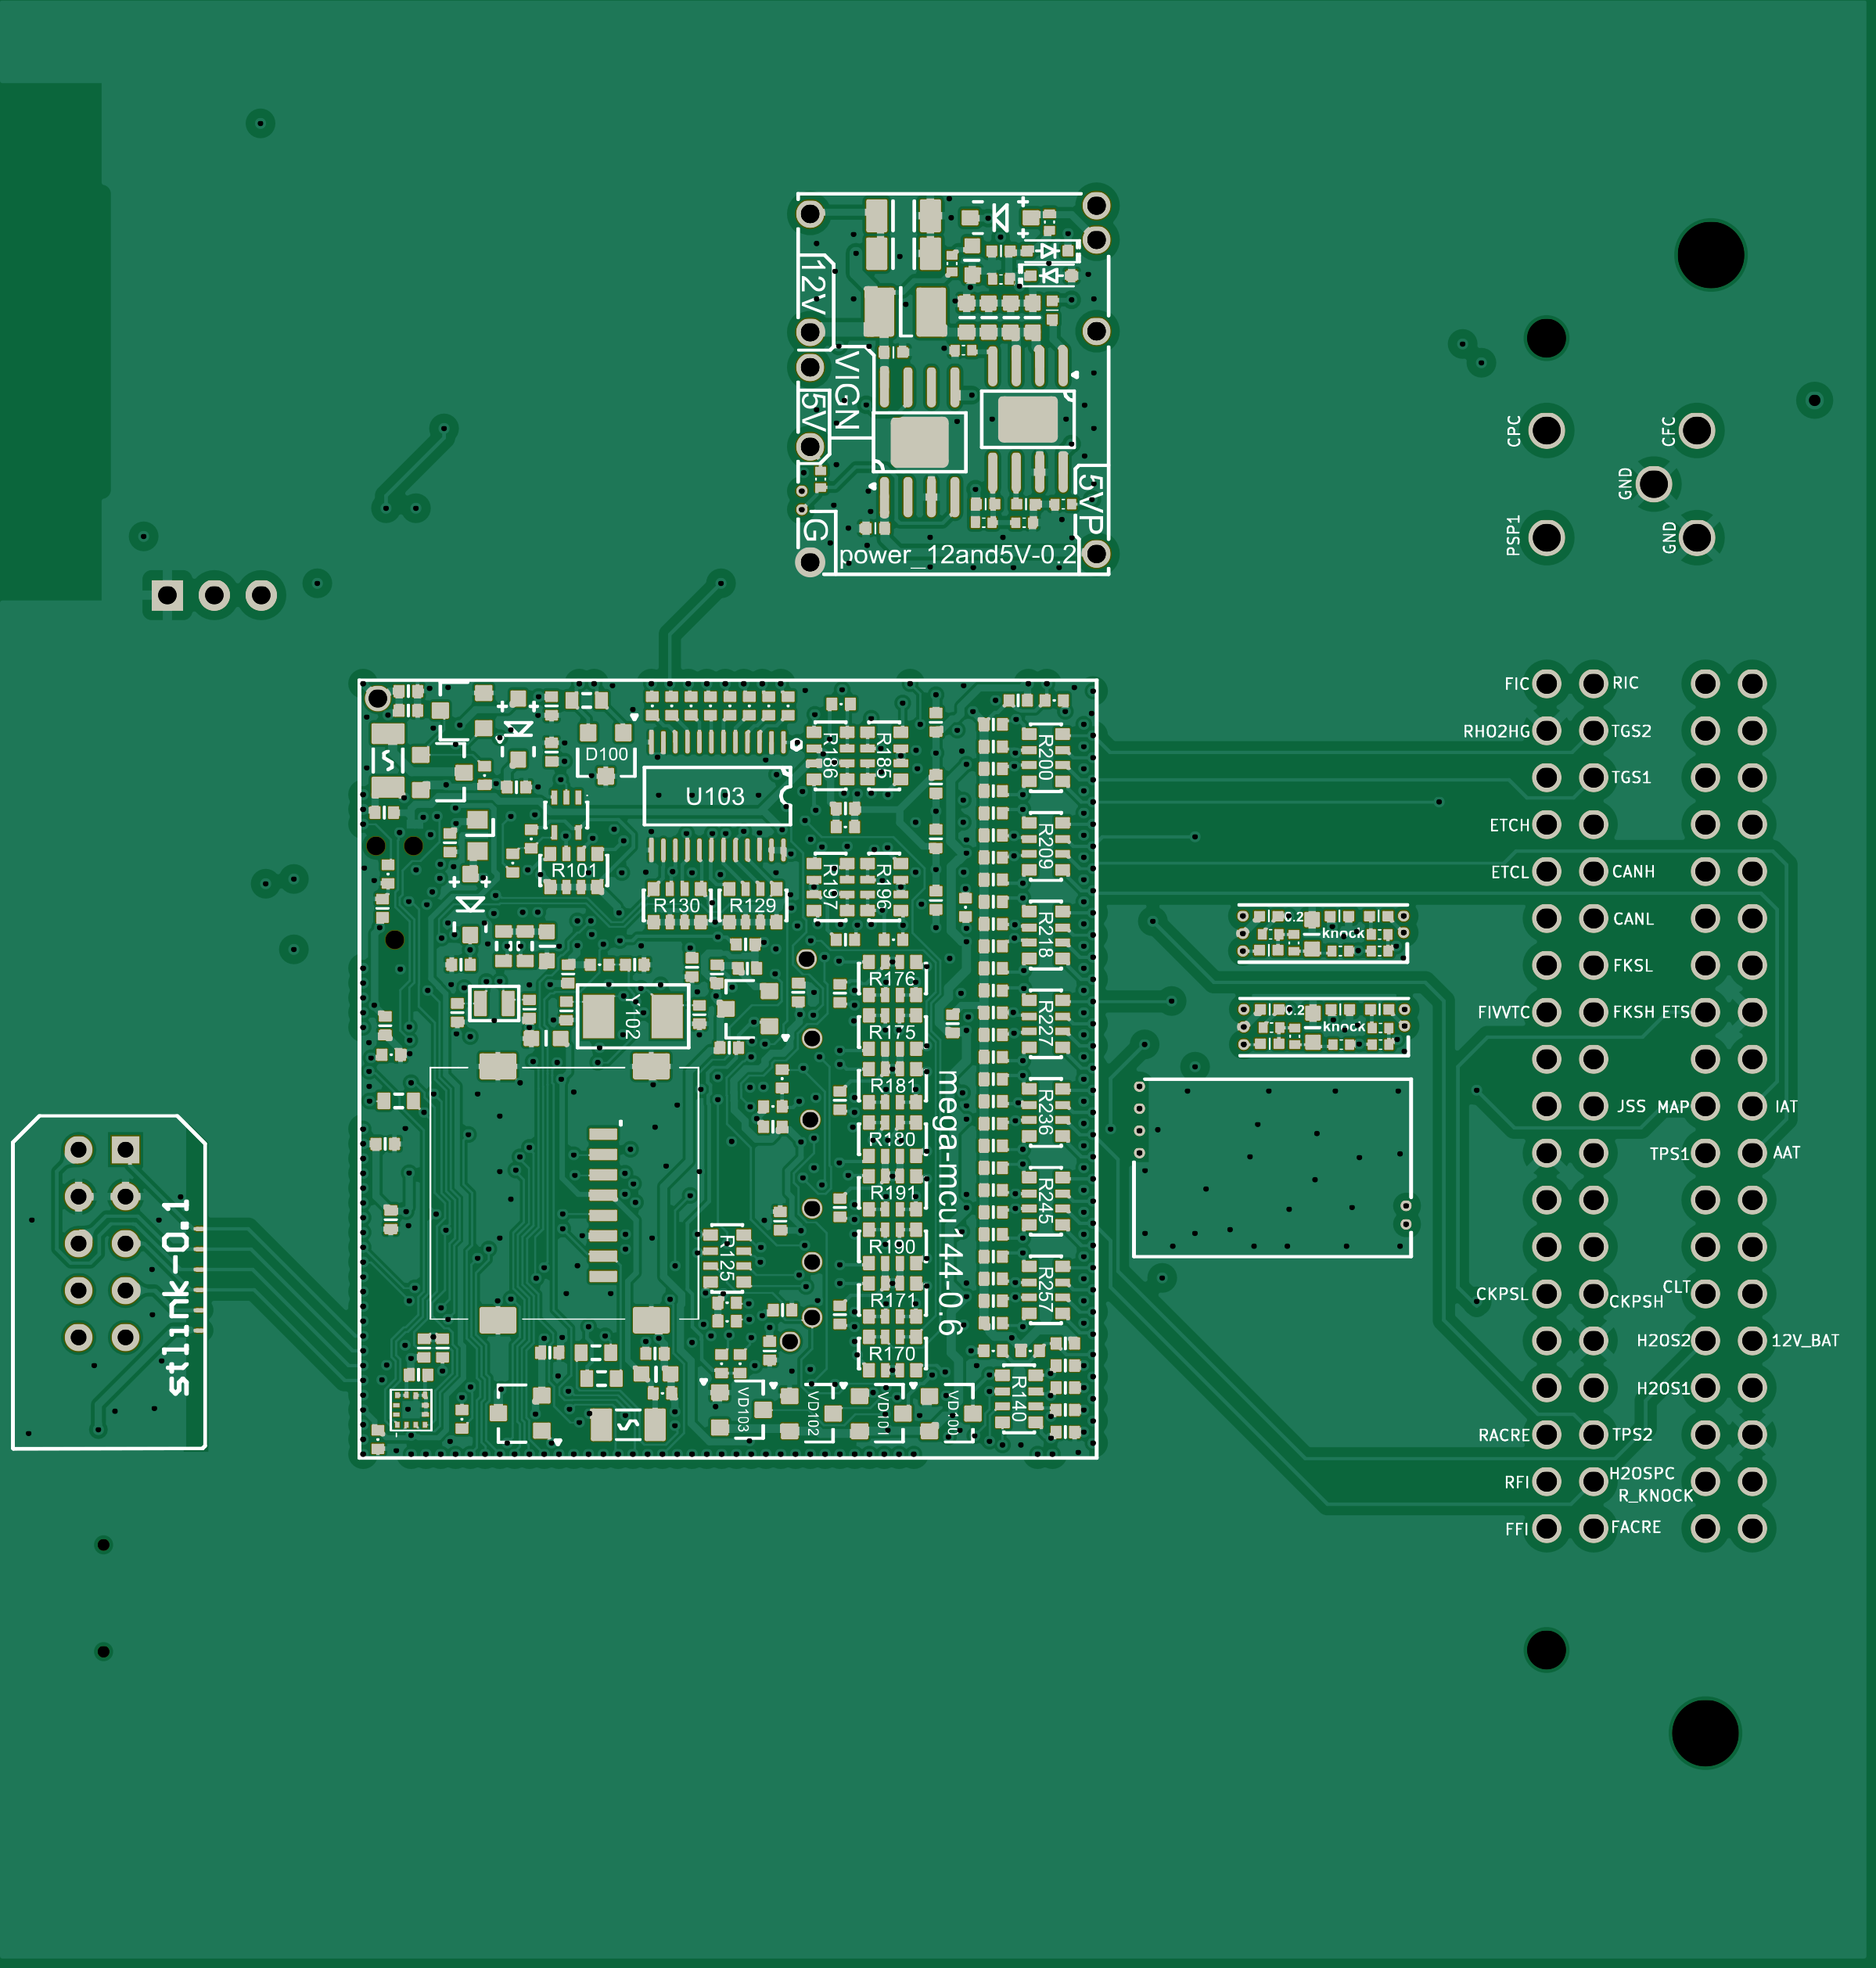 12V
VIGN
5V
5VP
G
power_12and5V-0.2
CPC
CFC
GND
PSP1
GND
FIC
RIC
RHO2HG
TGS2
TGS1
ETCH
ETCL
CANH
CANL
FKSL
FIVVTC
FKSH
ETS
JSS
MAP
IAT
TPS1
AAT
CKPSL
CKPSH
CLT
H2OS2
12V_BAT
H2OS1
RACRE
TPS2
RFI
H2OSPC
R_KNOCK
FFI
FACRE
D100
U103
R186
R185
R200
R101
R130
R129
R197
R196
R209
R218
0.2
knock
R176
Y102
R175
R227
0.2
knock
R181
R180
R236
R191
R190
R245
R125
R171
R257
R170
mega-mcu144-0.6
VD103
VD102
VD101
VD100
R140
stlink-0.1